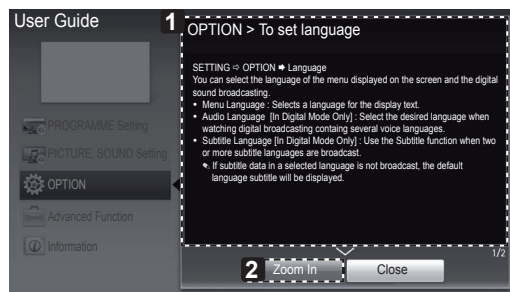 User Guide
1
OPTION > To set language
SETTING ⇨ OPTION ➡ Language
You can select the language of the menu displayed on the screen and the digital
sound broadcasting.
• Menu Language : Selects a language for the display text.
• Audio Language [In Digital Mode Only] : Select the desired language when
watching digital broadcasting containg several voice languages.
• Subtitle Language [In Digital Mode Only] : Use the Subtitle function when two
or more subtitle languages are broadcast.
If subtitle data in a selected language is not broadcast, the default
language subtitle will be displayed.
PROGRAMME Setting
PICTURE, SOUND Setting
OPTION
Advanced Function
Information
1/2
2
Zoom In
Close